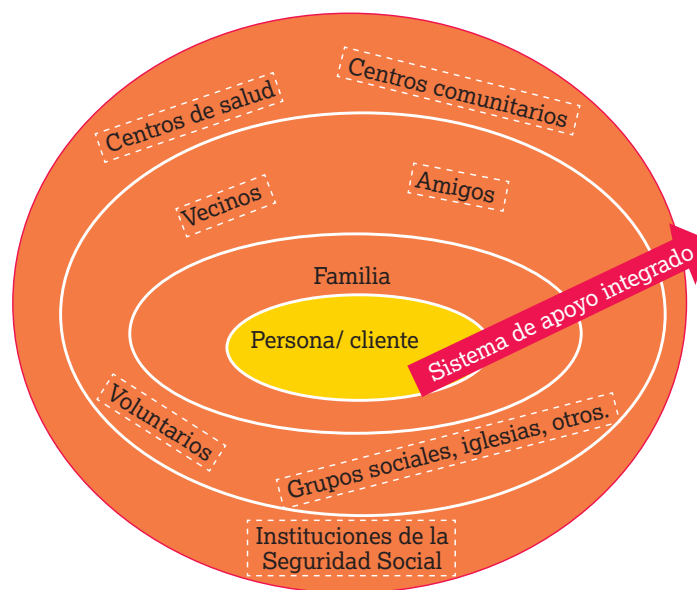 Centros de salud
Centros comunitarios
Vecinos
Amigos
Familia
Persona/ cliente
Sistema de apoyo integrado
Voluntarios
Grupos sociales, iglesias, otros.
Instituciones de la
Seguridad Social